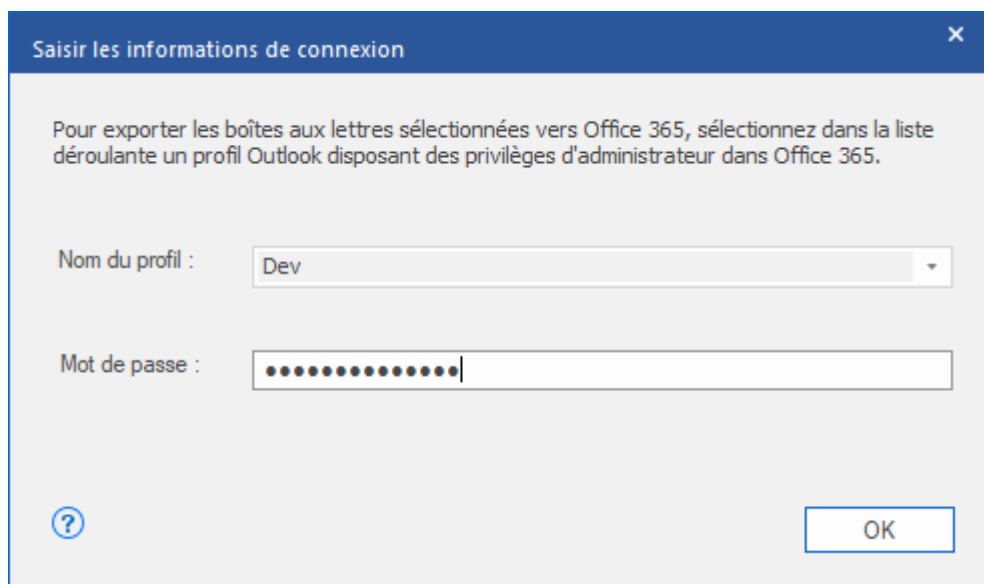 Saisir les informations de connexion
Pour exporter les boîtes aux lettres sélectionnées vers Office 365, sélectionnez dans la liste
déroulante un profil Outlook disposant des privilèges d'administrateur dans Office 365.
Nom du profil :
Dev
Mot de passe :
●●●●●●●●●●●●●●
?
OK